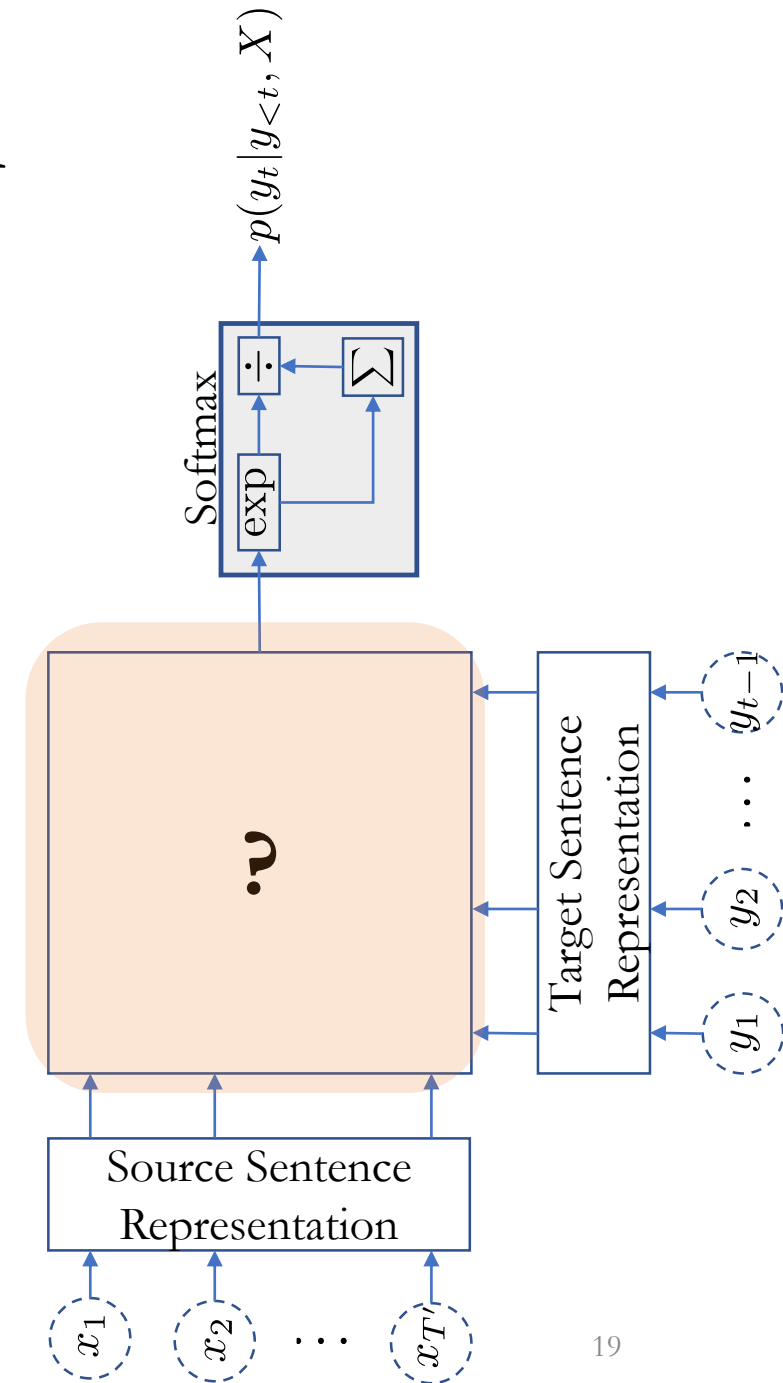 p(y_t|y_{<t}, X)
Softmax
÷
Σ
exp
?
Target Sentence
Representation
y_1
y_2
…
y_{t−1}
Source Sentence
Representation
x_1
x_2
…
x_{T′}
19